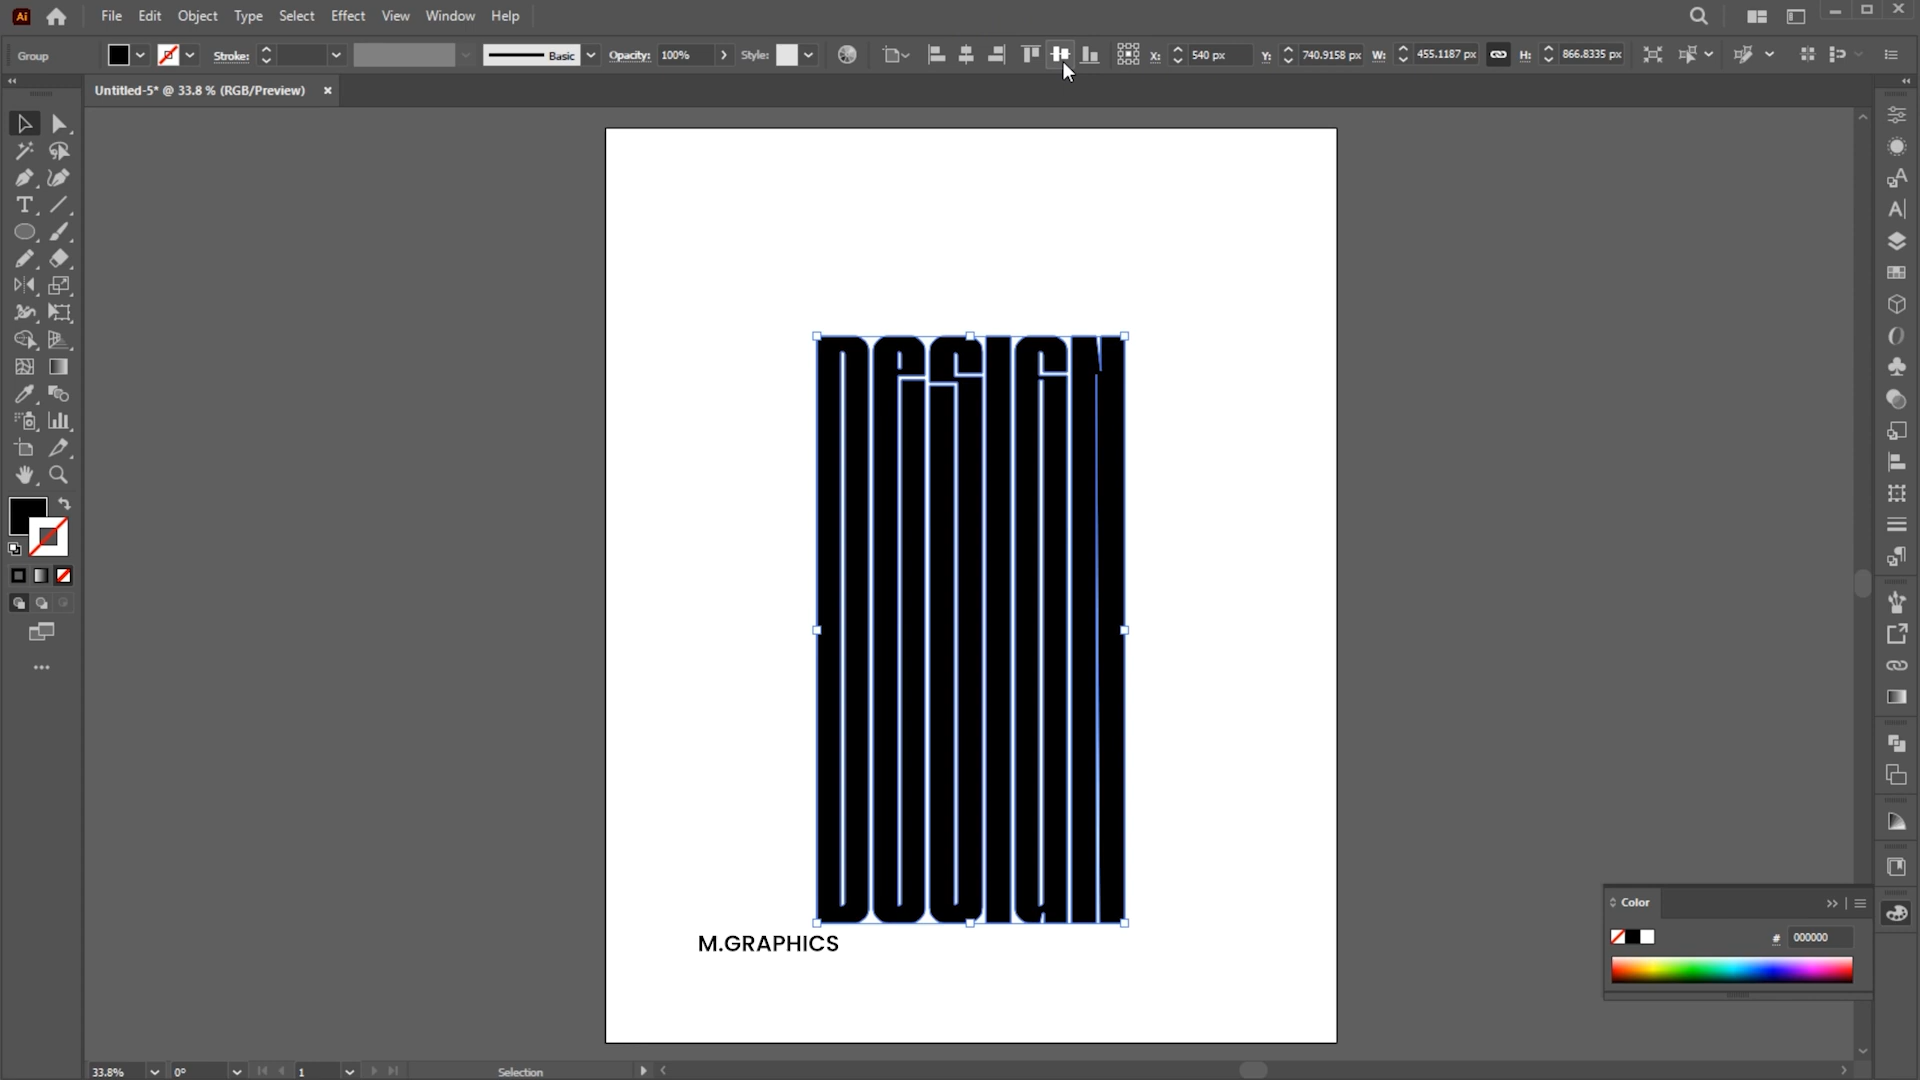 Ai File Edit Object Type Select Effect View Window Help
Group Stroke: Basic Opacity: 100% Style: X: 540 px Y: 740.9158 px W: 455.1187 px H: 866.8335 px
Untitled-5* @ 33.8 % (RGB/Preview)
DESIGN
M.GRAPHICS
Color
# 000000
33.8% 0° 1 Selection